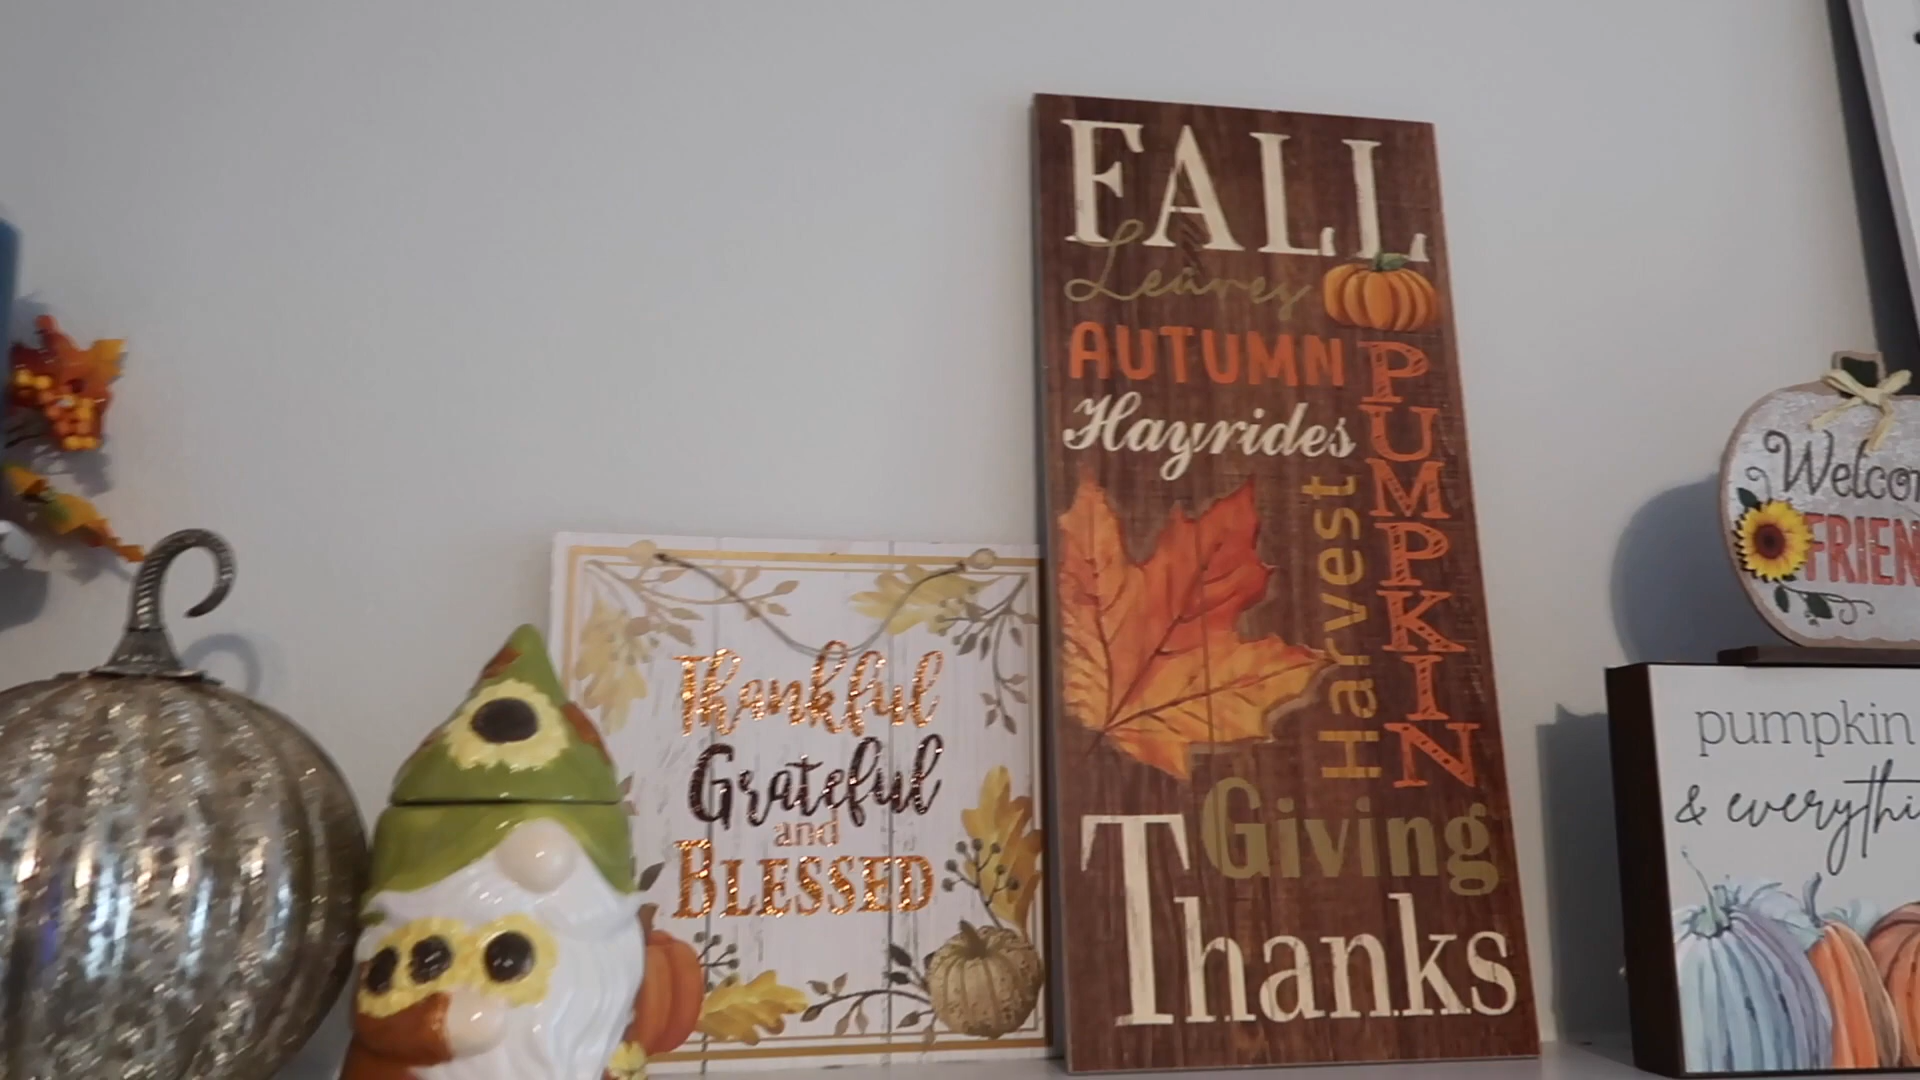 Thankful
Grateful
and
BLESSED
FALL
Leaves
AUTUMN
Hayrides
Harvest
PUMPKIN
Giving
Thanks
Welco
FRIEN
pumpkin
& everythi